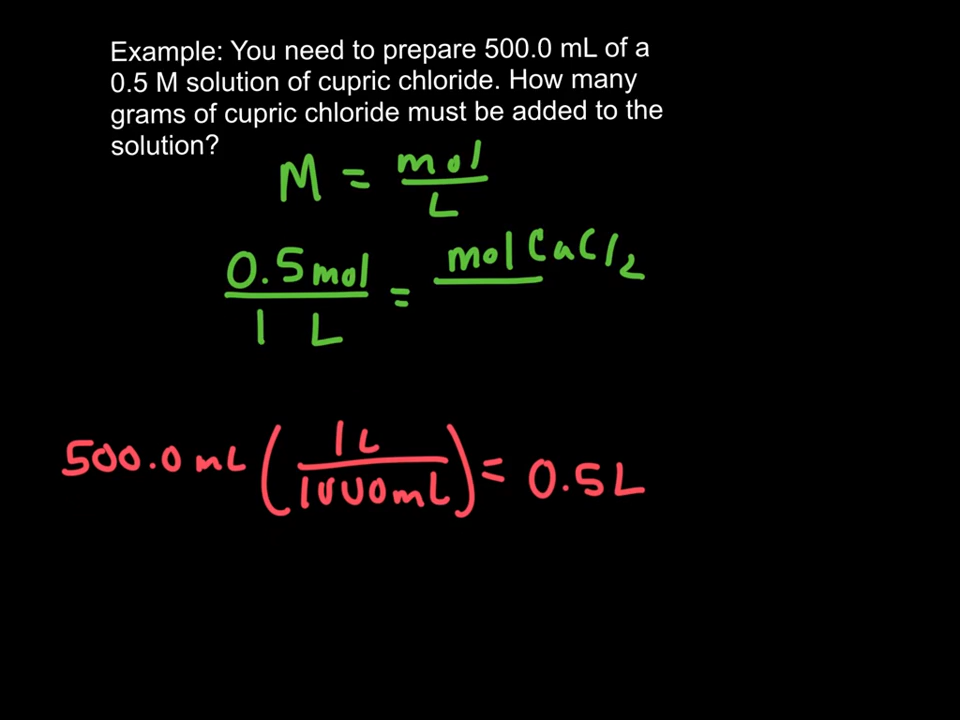 Example: You need to prepare 500.0 mL of a
0.5 M solution of cupric chloride. How many
grams of cupric chloride must be added to the
solution?
M = mol / L
0.5 mol / 1 L = mol CuCl2
500.0 mL ( 1 L / 1000 mL ) = 0.5 L